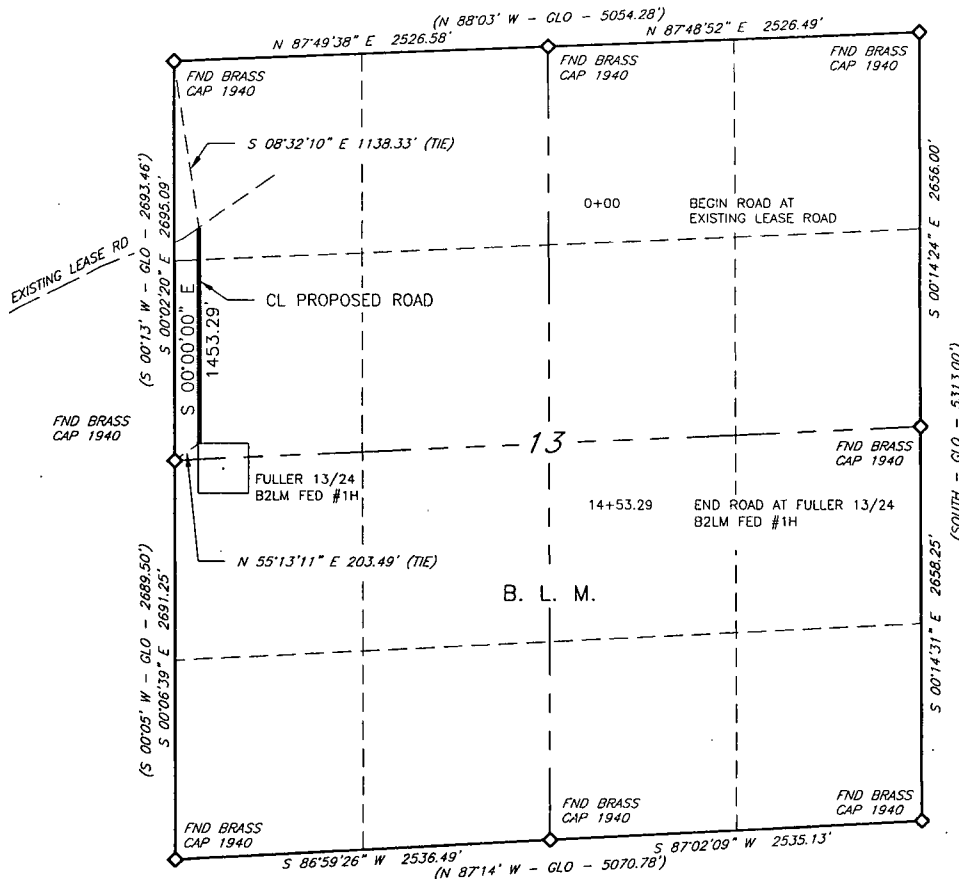 (N 88°03' W - GLO - 5054.28')
N 87°49'38" E 2526.58'
N 87°48'52" E 2526.49'
FND BRASS
CAP 1940
FND BRASS
CAP 1940
FND BRASS
CAP 1940
S 08°32'10" E 1138.33' (TIE)
(S 00°13' W - GLO - 2693.46')
S 00°02'20" E 2695.09'
0+00 BEGIN ROAD AT
EXISTING LEASE ROAD
S 00°14'24" E 2656.00'
EXISTING LEASE RD
CL PROPOSED ROAD
S 00°00'00" E
1453.29'
(SOUTH - GLO - 5313.00')
FND BRASS
CAP 1940
13
FND BRASS
CAP 1940
FULLER 13/24
B2LM FED #1H
14+53.29 END ROAD AT FULLER 13/24
B2LM FED #1H
N 55°13'11" E 203.49' (TIE)
B. L. M.
(S 00°05' W - GLO - 2689.50')
S 00°06'39" E 2691.25'
S 00°14'31" E 2658.25'
FND BRASS
CAP 1940
FND BRASS
CAP 1940
FND BRASS
CAP 1940
S 86°59'26" W 2536.49'
S 87°02'09" W 2535.13'
(N 87°14' W - GLO - 5070.78')